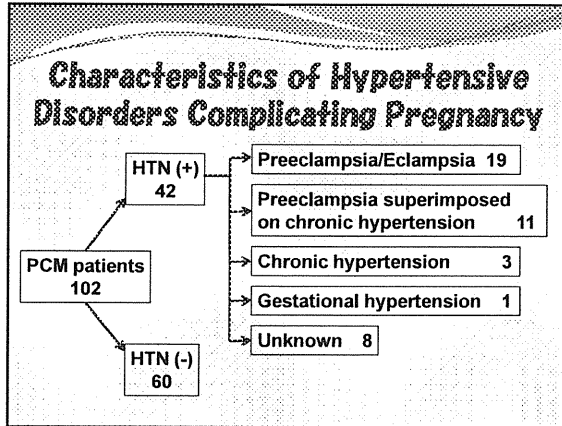 Characteristics of Hypertensive
Disorders Complicating Pregnancy
PCM patients
102
HTN (+)
42
HTN (-)
60
Preeclampsia/Eclampsia 19
Preeclampsia superimposed
on chronic hypertension 11
Chronic hypertension 3
Gestational hypertension 1
Unknown 8